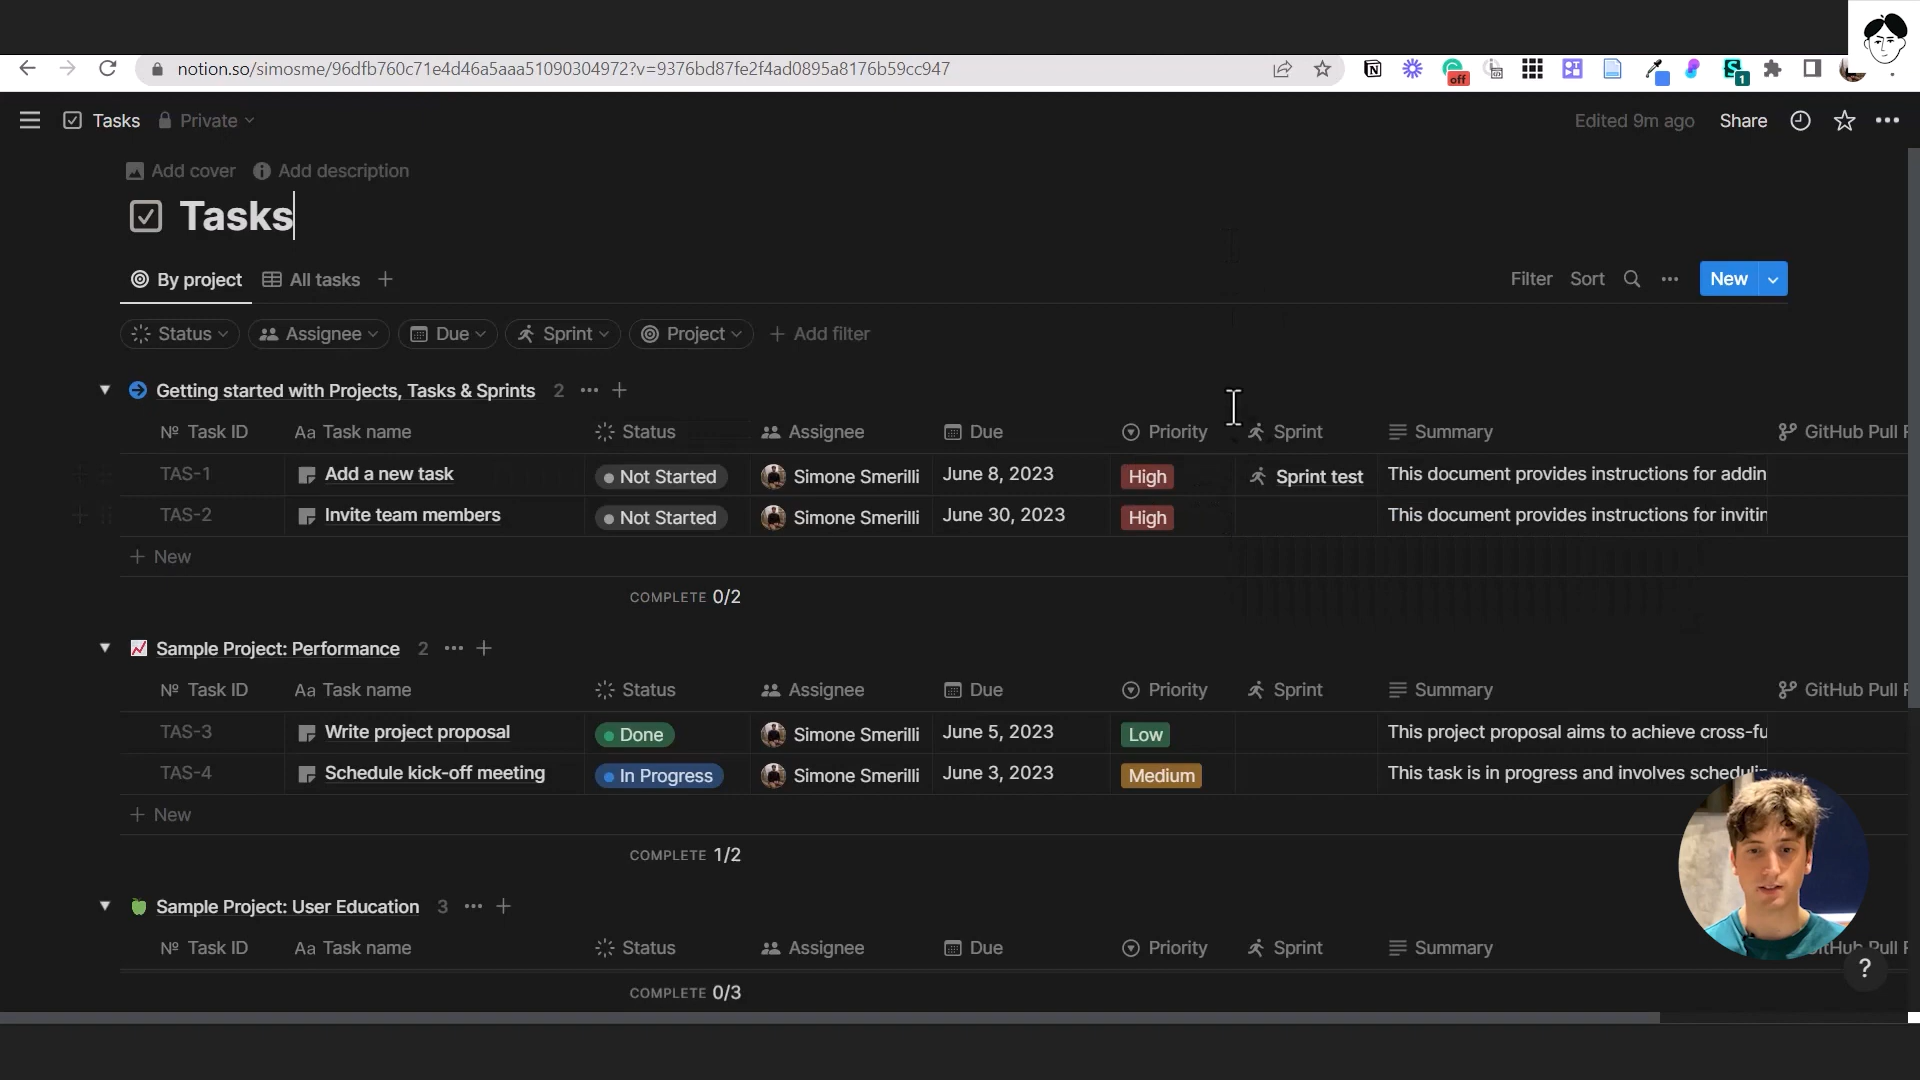 notion.so/simosme/96dfb760c71e4d46a5aaa51090304972?v=9376bd87fe2f4ad0895a8176b59cc947
off
1
Tasks Private Edited 9m ago Share
Add cover Add description
Tasks
By project All tasks Filter Sort New
Status Assignee Due Sprint Project Add filter
Getting started with Projects, Tasks & Sprints 2
Nº Task ID Aa Task name Status Assignee Due Priority Sprint Summary GitHub Pull R
TAS-1 Add a new task Not Started Simone Smerilli June 8, 2023 High Sprint test This document provides instructions for addin
TAS-2 Invite team members Not Started Simone Smerilli June 30, 2023 High This document provides instructions for invitin
+ New
COMPLETE 0/2
Sample Project: Performance 2
Nº Task ID Aa Task name Status Assignee Due Priority Sprint Summary GitHub Pull R
TAS-3 Write project proposal Done Simone Smerilli June 5, 2023 Low This project proposal aims to achieve cross-fu
TAS-4 Schedule kick-off meeting In Progress Simone Smerilli June 3, 2023 Medium This task is in progress and involves
+ New
COMPLETE 1/2
Sample Project: User Education 3
Nº Task ID Aa Task name Status Assignee Due Priority Sprint Summary
?
COMPLETE 0/3